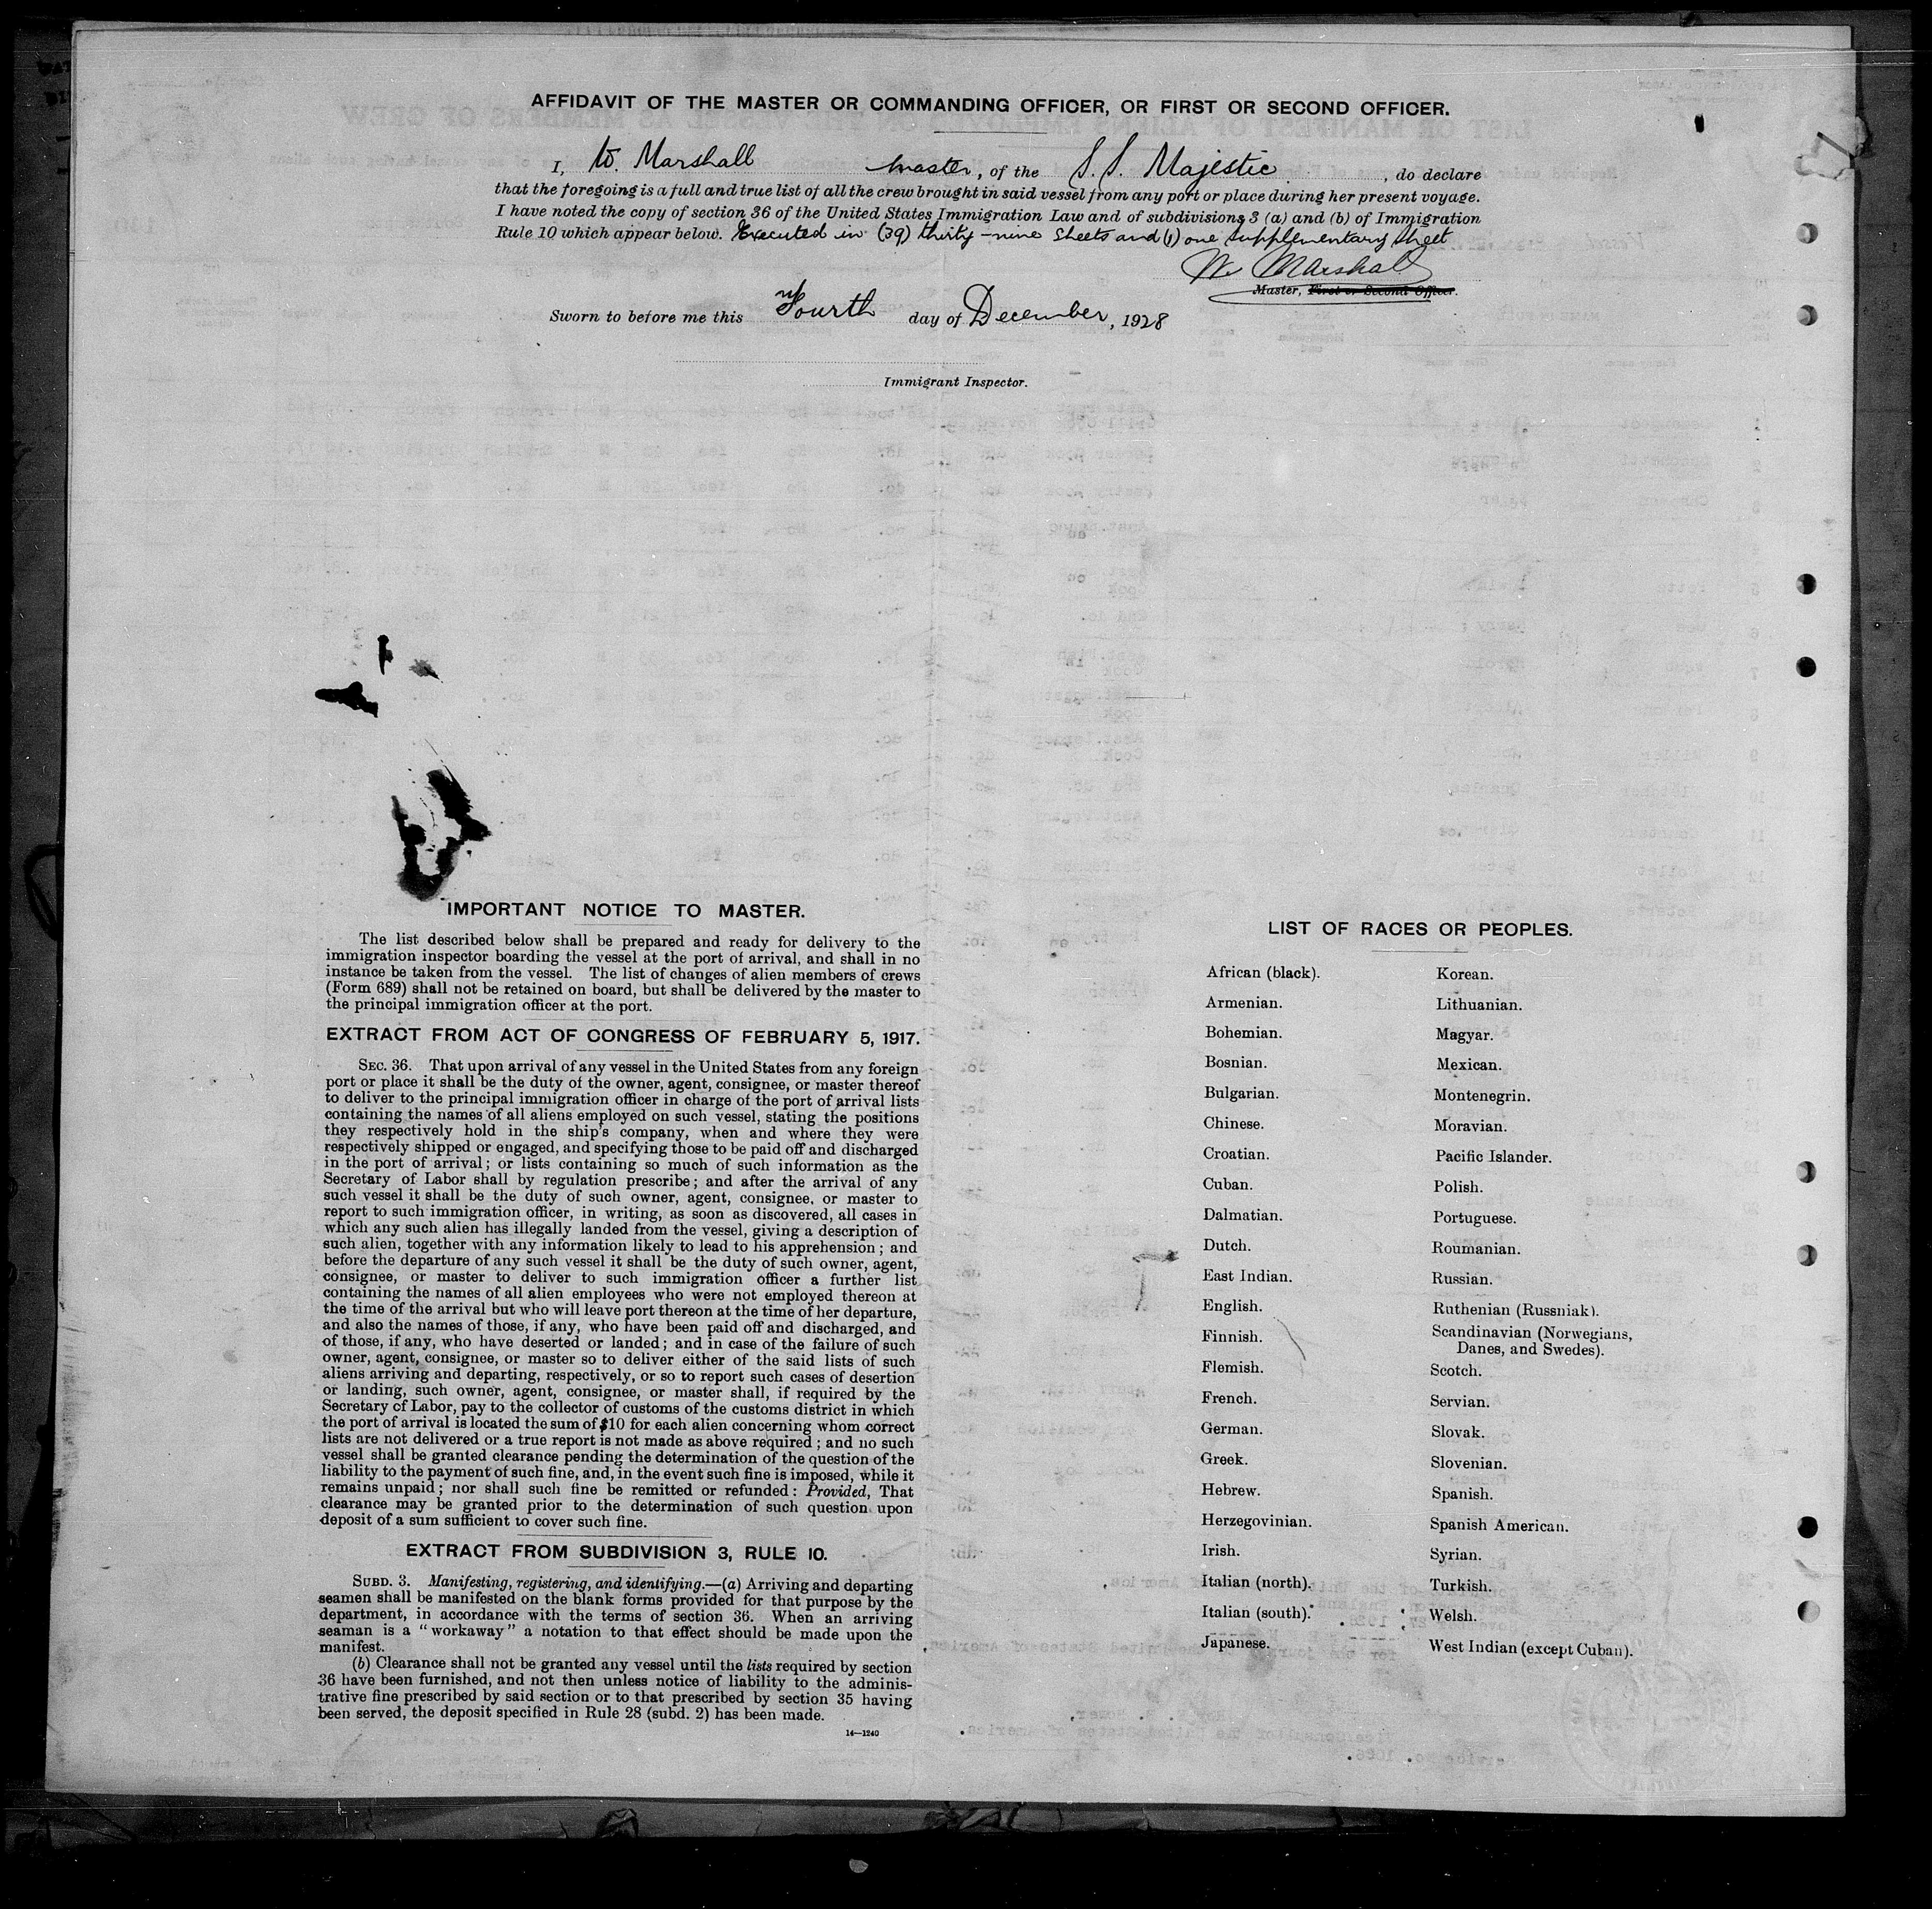 AFFIDAVIT OF THE MASTER OR COMMANDING OFFICER, OR FIRST OR SECOND OFFICER.
I, W. Marshall Master, of the S.S. Majestic, do declare
that the foregoing is a full and true list of all the crew brought in said vessel from any port or place during her present voyage.
I have noted the copy of section 36 of the United States Immigration Law and of subdivisions 3 (a) and (b) of Immigration
Rule 10 which appear below. Executed in (39) thirty-nine sheets and (1) one supplementary sheet
W. Marshall
Master, First or Second Officer.
Sworn to before me this Fourth day of December, 1928
Immigrant Inspector.
IMPORTANT NOTICE TO MASTER.
The list described below shall be prepared and ready for delivery to the
immigration inspector boarding the vessel at the port of arrival, and shall in no
instance be taken from the vessel. The list of changes of alien members of crews
(Form 689) shall not be retained on board, but shall be delivered by the master to
the principal immigration officer at the port.
EXTRACT FROM ACT OF CONGRESS OF FEBRUARY 5, 1917.
SEC. 36. That upon arrival of any vessel in the United States from any foreign
port or place it shall be the duty of the owner, agent, consignee, or master thereof
to deliver to the principal immigration officer in charge of the port of arrival lists
containing the names of all aliens employed on such vessel, stating the positions
they respectively hold in the ship's company, when and where they were
respectively shipped or engaged, and specifying those to be paid off and discharged
in the port of arrival; or lists containing so much of such information as the
Secretary of Labor shall by regulation prescribe; and after the arrival of any
such vessel it shall be the duty of such owner, agent, consignee, or master to
report to such immigration officer, in writing, as soon as discovered, all cases in
which any such alien has illegally landed from the vessel, giving a description of
such alien, together with any information likely to lead to his apprehension; and
before the departure of any such vessel it shall be the duty of such owner, agent,
consignee, or master to deliver to such immigration officer a further list
containing the names of all alien employees who were not employed thereon at
the time of the arrival but who will leave port thereon at the time of her departure,
and also the names of those, if any, who have been paid off and discharged, and
of those, if any, who have deserted or landed; and in case of the failure of such
owner, agent, consignee, or master so to deliver either of the said lists of such
aliens arriving and departing, respectively, or so to report such cases of desertion
or landing, such owner, agent, consignee, or master shall, if required by the
Secretary of Labor, pay to the collector of customs of the customs district in which
the port of arrival is located the sum of $10 for each alien concerning whom correct
lists are not delivered or a true report is not made as above required; and no such
vessel shall be granted clearance pending the determination of the question of the
liability to the payment of such fine, and, in the event such fine is imposed, while it
remains unpaid; nor shall such fine be remitted or refunded: Provided, That
clearance may be granted prior to the determination of such question upon
deposit of a sum sufficient to cover such fine.
EXTRACT FROM SUBDIVISION 3, RULE 10.
SUBD. 3. Manifesting, registering, and identifying.—(a) Arriving and departing
seamen shall be manifested on the blank forms provided for that purpose by the
department, in accordance with the terms of section 36. When an arriving
seaman is a "workaway" a notation to that effect should be made upon the
manifest.
(b) Clearance shall not be granted any vessel until the lists required by section
36 have been furnished, and not then unless notice of liability to the adminis-
trative fine prescribed by said section or to that prescribed by section 35 having
been served, the deposit specified in Rule 28 (subd. 2) has been made.
14—1240
LIST OF RACES OR PEOPLES.
African (black).
Armenian.
Bohemian.
Bosnian.
Bulgarian.
Chinese.
Croatian.
Cuban.
Dalmatian.
Dutch.
East Indian.
English.
Finnish.
Flemish.
French.
German.
Greek.
Hebrew.
Herzegovinian.
Irish.
Italian (north).
Italian (south).
Japanese.
Korean.
Lithuanian.
Magyar.
Mexican.
Montenegrin.
Moravian.
Pacific Islander.
Polish.
Portuguese.
Roumanian.
Russian.
Ruthenian (Russniak).
Scandinavian (Norwegians,
Danes, and Swedes).
Scotch.
Servian.
Slovak.
Slovenian.
Spanish.
Spanish American.
Syrian.
Turkish.
Welsh.
West Indian (except Cuban).